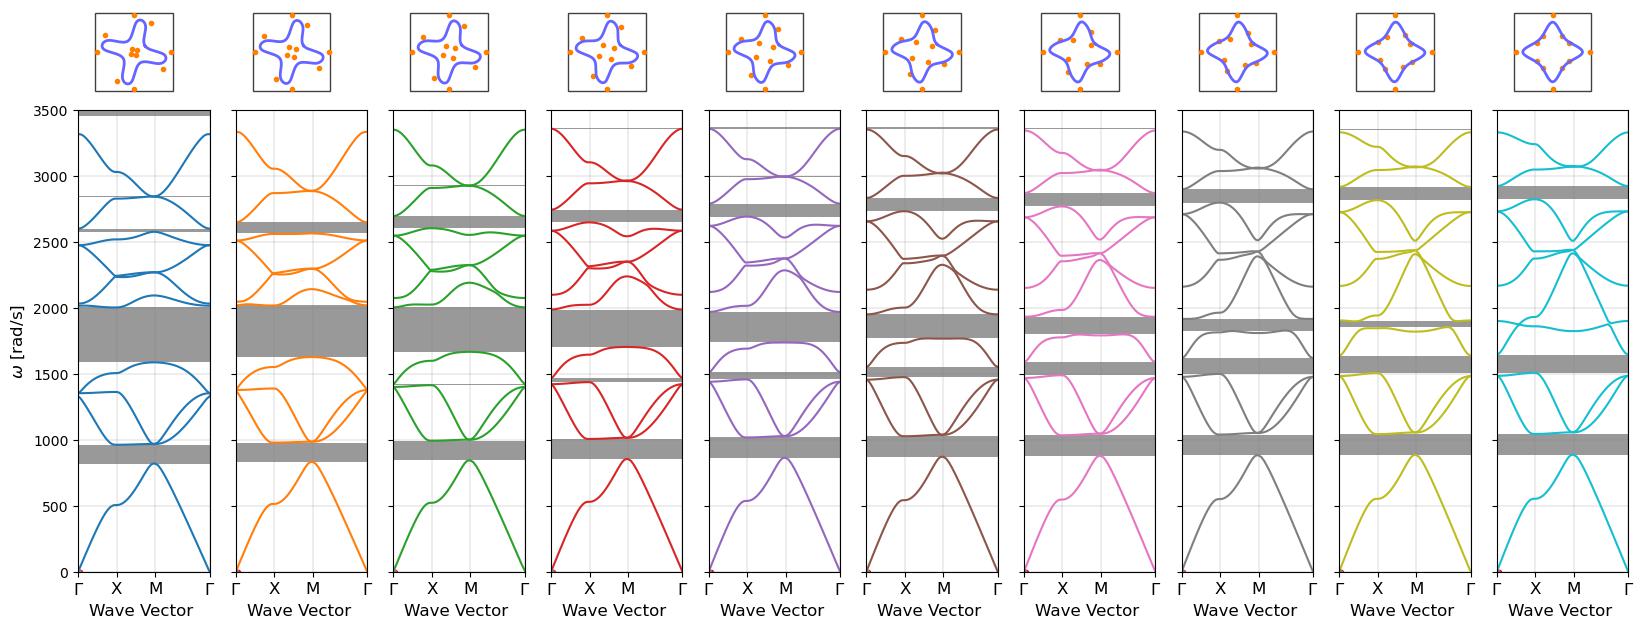 3500
3000
2500
2000
1500
1000
500
0
ω [rad/s]
Γ X M Γ Γ X M Γ Γ X M Γ Γ X M Γ Γ X M Γ Γ X M Γ Γ X M Γ Γ X M Γ Γ X M Γ Γ X M Γ
Wave Vector Wave Vector Wave Vector Wave Vector Wave Vector Wave Vector Wave Vector Wave Vector Wave Vector Wave Vector